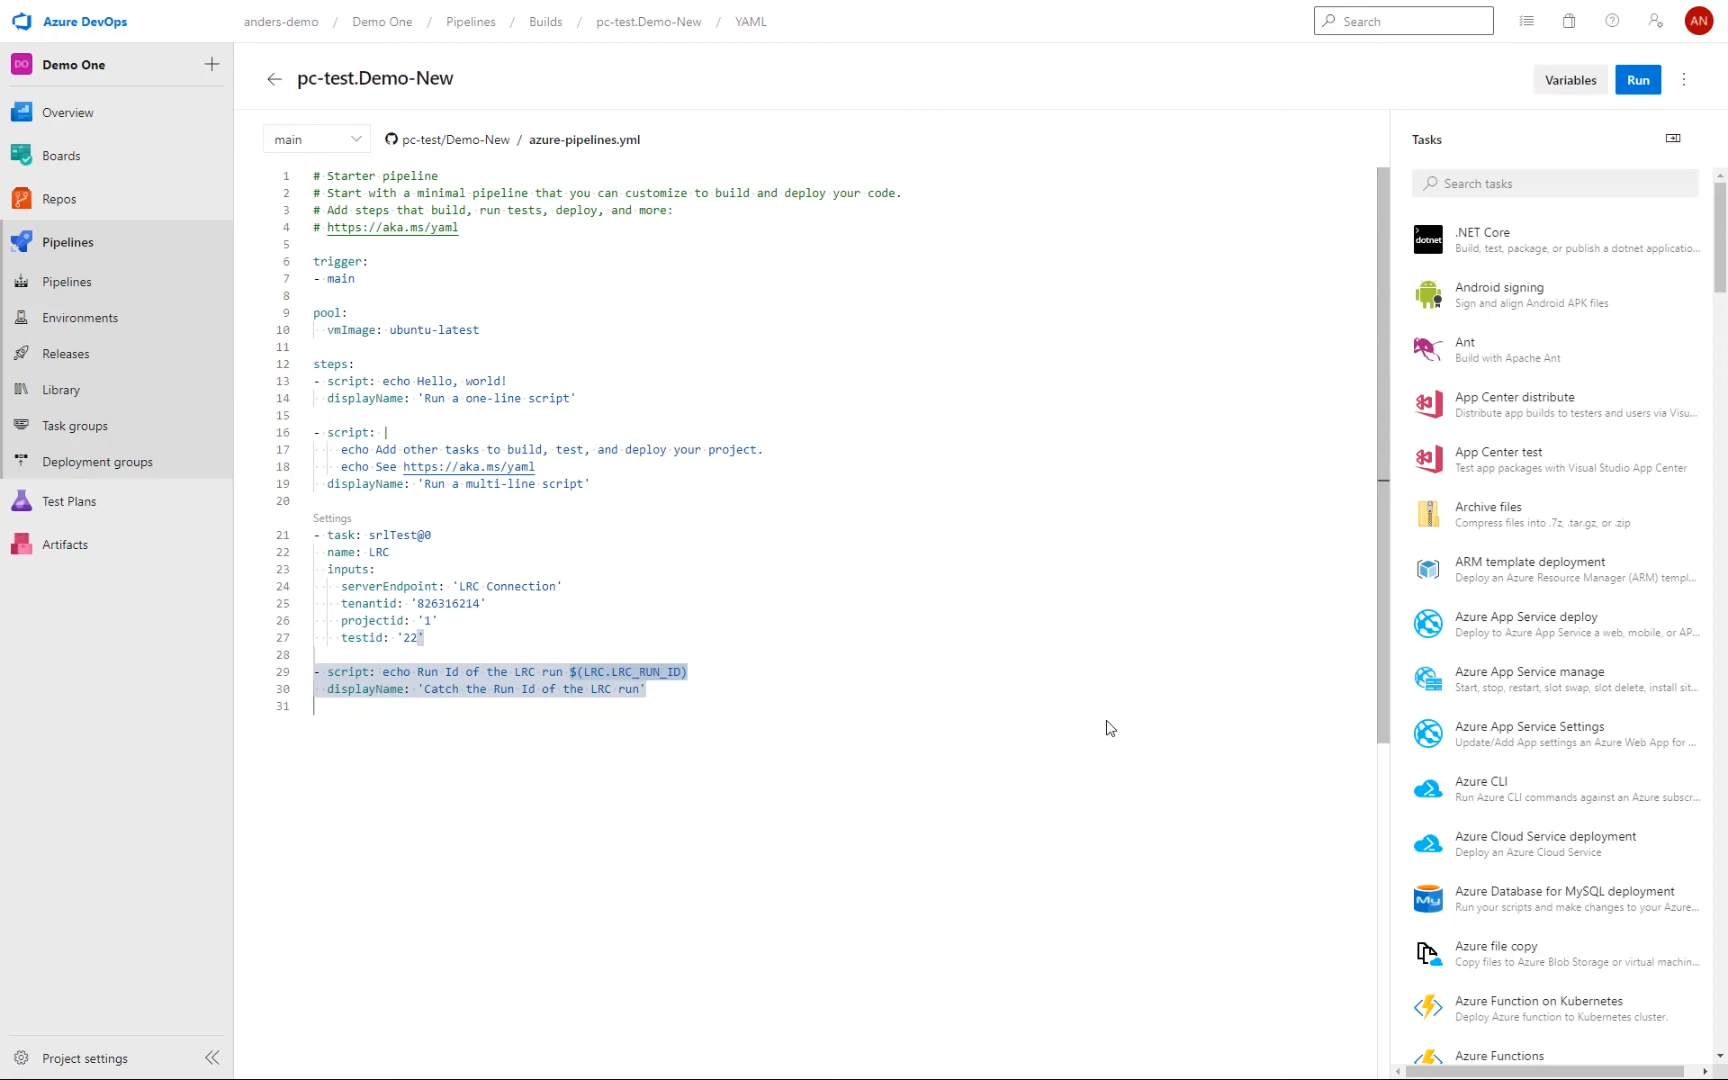 Azure DevOps
anders-demo / Demo One / Pipelines / Builds / pc-test.Demo-New / YAML
Search
AN
DO
Demo One
Overview
Boards
Repos
Pipelines
Pipelines
Environments
Releases
Library
Task groups
Deployment groups
Test Plans
Artifacts
Project settings
pc-test.Demo-New
Variables
Run
main
pc-test/Demo-New / azure-pipelines.yml
1 # Starter pipeline
2 # Start with a minimal pipeline that you can customize to build and deploy your code.
3 # Add steps that build, run tests, deploy, and more:
4 # https://aka.ms/yaml
5
6 trigger:
7 - main
8
9 pool:
10 vmImage: ubuntu-latest
11
12 steps:
13 - script: echo Hello, world!
14 displayName: 'Run a one-line script'
15
16 - script: |
17 echo Add other tasks to build, test, and deploy your project.
18 echo See https://aka.ms/yaml
19 displayName: 'Run a multi-line script'
20
Settings
21 - task: srlTest@0
22 name: LRC
23 inputs:
24 serverEndpoint: 'LRC Connection'
25 tenantid: '826316214'
26 projectid: '1'
27 testid: '22'
28
29 - script: echo Run Id of the LRC run $(LRC.LRC_RUN_ID)
30 displayName: 'Catch the Run Id of the LRC run'
31
Tasks
Search tasks
dotnet
.NET Core
Build, test, package, or publish a dotnet applicatio...
Android signing
Sign and align Android APK files
Ant
Build with Apache Ant
App Center distribute
Distribute app builds to testers and users via Visu...
App Center test
Test app packages with Visual Studio App Center
Archive files
Compress files into .7z, .tar.gz, or .zip
ARM template deployment
Deploy an Azure Resource Manager (ARM) templ...
Azure App Service deploy
Deploy to Azure App Service a web, mobile, or AP...
Azure App Service manage
Start, stop, restart, slot swap, slot delete, install sit...
Azure App Service Settings
Update/Add App settings an Azure Web App for ...
Azure CLI
Run Azure CLI commands against an Azure subscr...
Azure Cloud Service deployment
Deploy an Azure Cloud Service
My
Azure Database for MySQL deployment
Run your scripts and make changes to your Azure...
Azure file copy
Copy files to Azure Blob Storage or virtual machin...
Azure Function on Kubernetes
Deploy Azure function to Kubernetes cluster.
Azure Functions